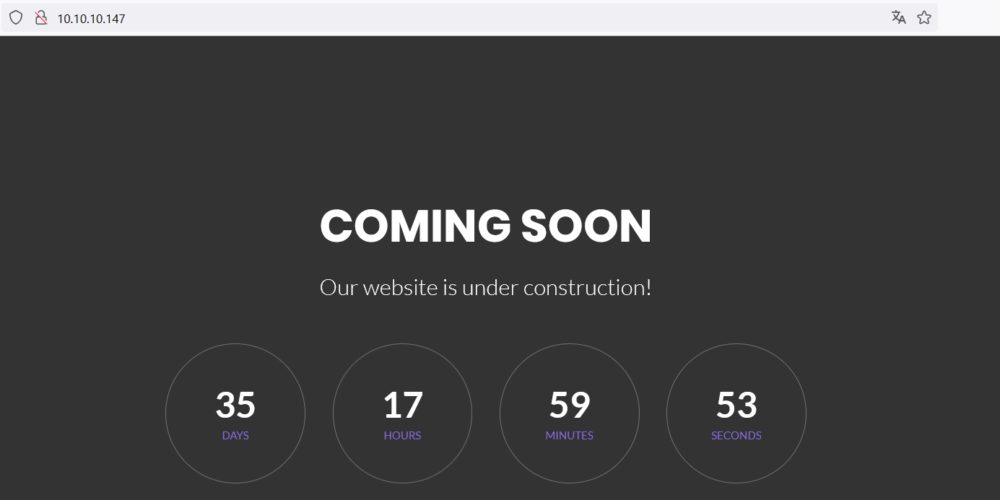 10.10.10.147
COMING SOON
Our website is under construction!
35 17 59 53
DAYS HOURS MINUTES SECONDS